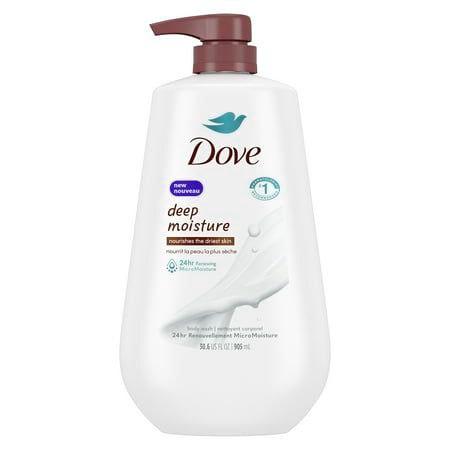 Dove
new
nouveau
#1
deep
moisture
nourishes the driest skin
nourrit la peau la plus sèche
24hr Renewing
MicroMoisture
body wash | nettoyant corporel
24hr Renouvellement MicroMoisture
30.6 US FL OZ | 905 mL